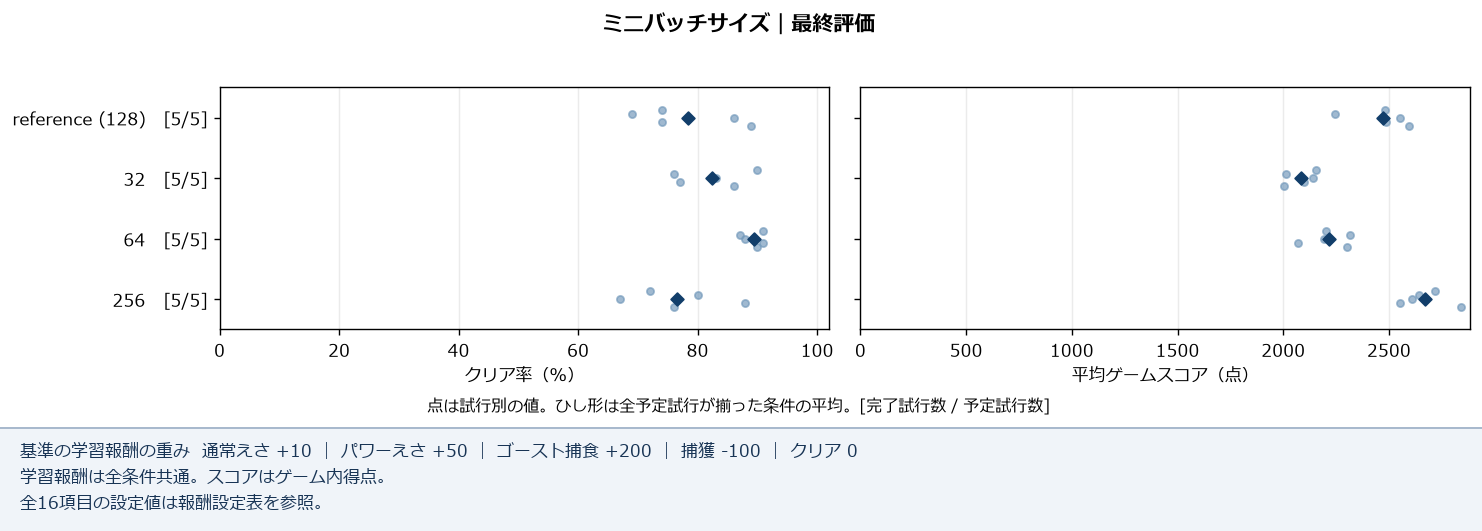 ミニバッチサイズ｜最終評価
reference (128) [5/5]
32 [5/5]
64 [5/5]
256 [5/5]
0 20 40 60 80 100
0 500 1000 1500 2000 2500
クリア率（%）
平均ゲームスコア（点）
点は試行別の値。ひし形は全予定試行が揃った条件の平均。[完了試行数 / 予定試行数]
基準の学習報酬の重み 通常えさ +10 ｜ パワーえさ +50 ｜ ゴースト捕食 +200 ｜ 捕獲 -100 ｜ クリア 0
学習報酬は全条件共通。スコアはゲーム内得点。
全16項目の設定値は報酬設定表を参照。